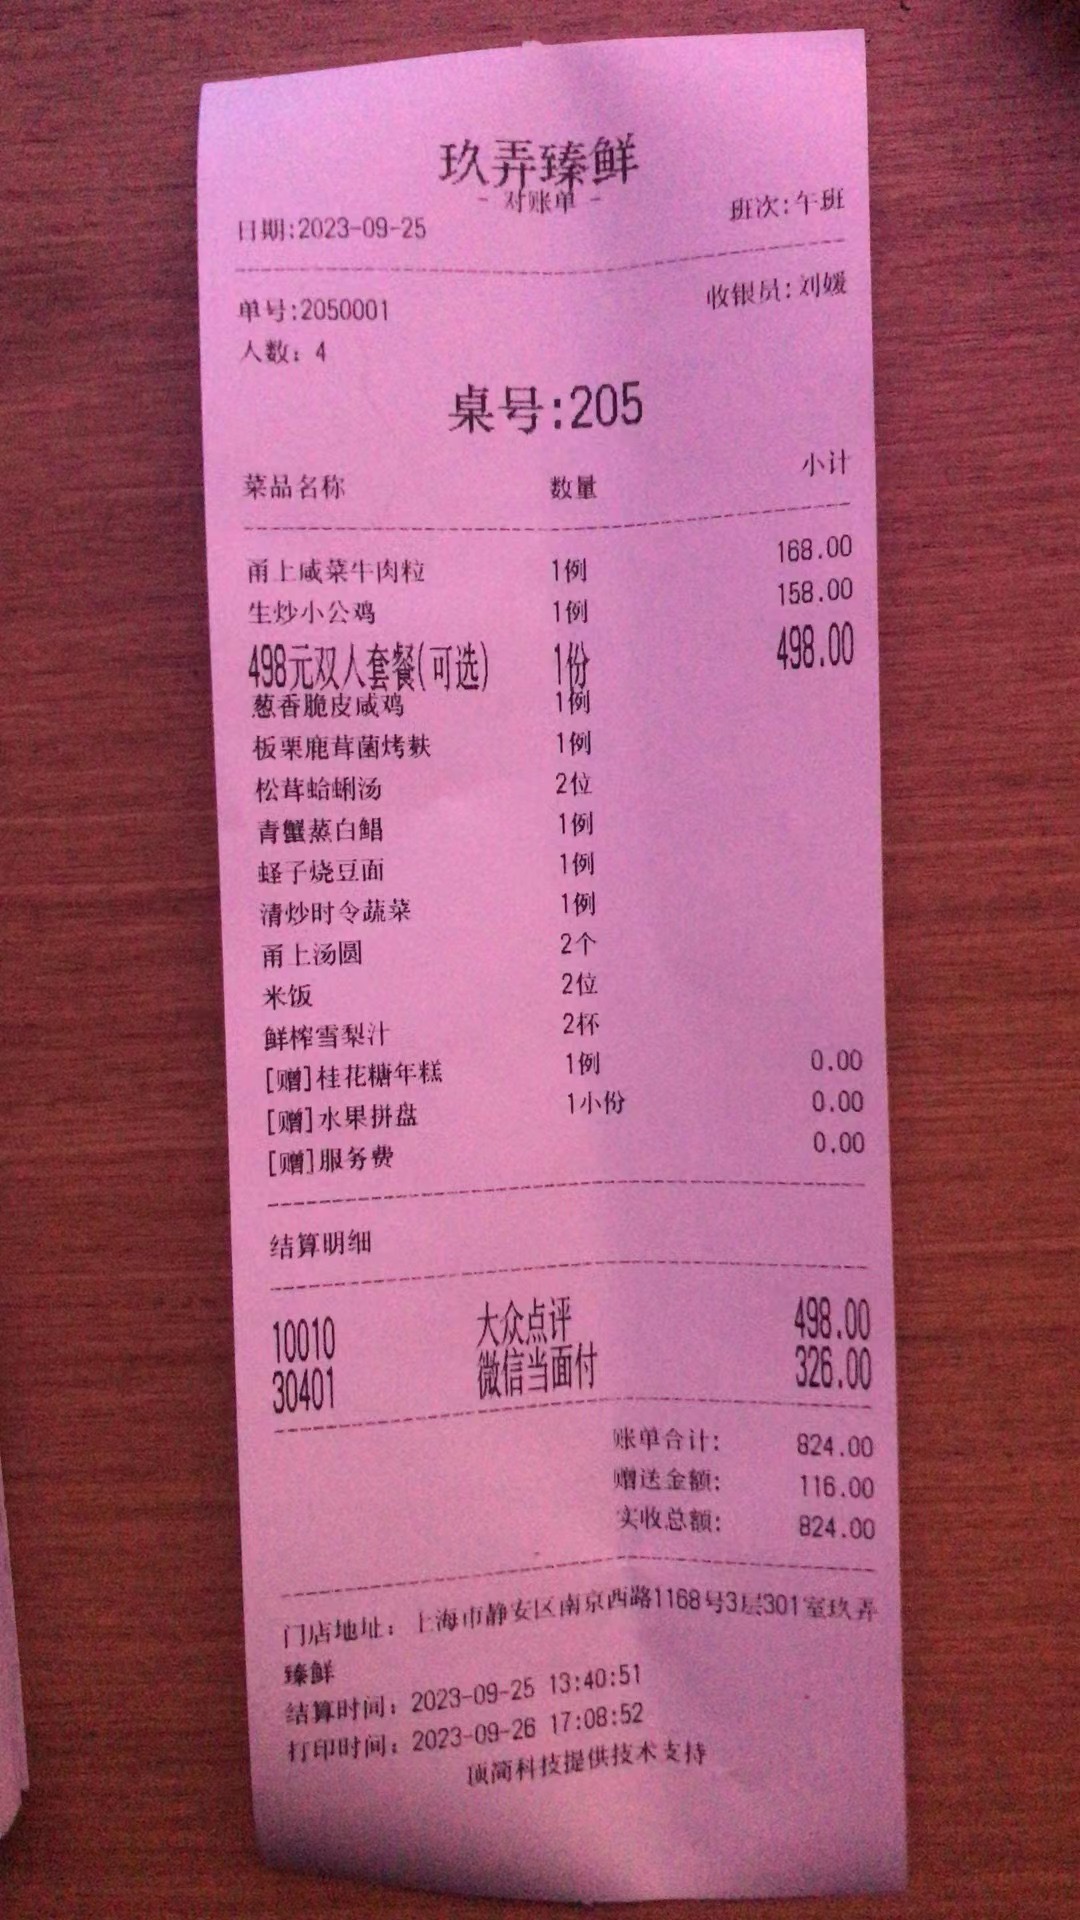 玖弄臻鲜
- 对账单 -
日期:2023-09-25 班次:午班
单号:2050001 收银员:刘媛
人数: 4
桌号:205
菜品名称 数量 小计
甬上咸菜牛肉粒 1例 168.00
生炒小公鸡 1例 158.00
498元双人套餐(可选) 1份 498.00
葱香脆皮咸鸡 1例
板栗鹿茸菌烤麸 1例
松茸蛤蜊汤 2位
青蟹蒸白鲳 1例
蛏子烧豆面 1例
清炒时令蔬菜 1例
甬上汤圆 2个
米饭 2位
鲜榨雪梨汁 2杯
[赠]桂花糖年糕 1例 0.00
[赠]水果拼盘 1小份 0.00
[赠]服务费 0.00
结算明细
10010 大众点评 498.00
30401 微信当面付 326.00
账单合计: 824.00
赠送金额: 116.00
实收总额: 824.00
门店地址: 上海市静安区南京西路1168号3层301室玖弄
臻鲜
结算时间: 2023-09-25 13:40:51
打印时间: 2023-09-26 17:08:52
顶简科技提供技术支持